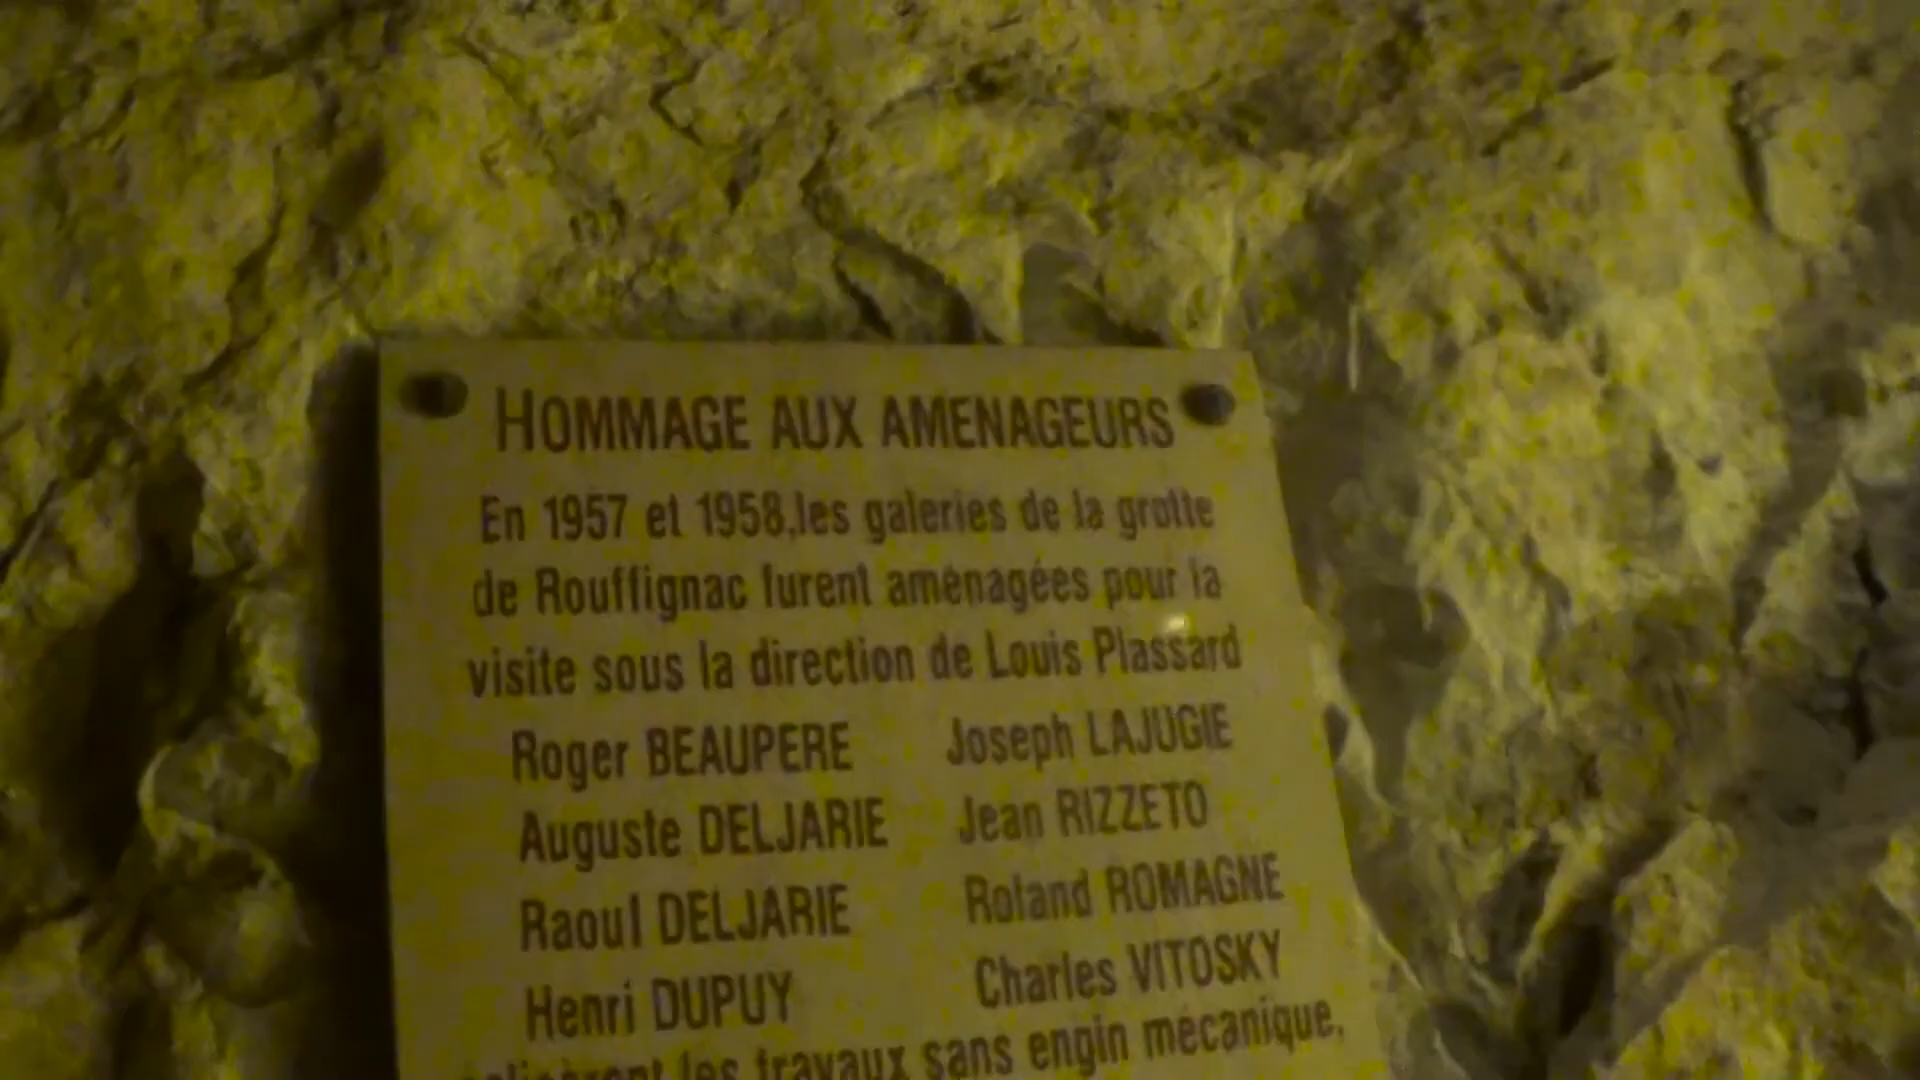 HOMMAGE AUX AMENAGEURS
En 1957 et 1958,les galeries de la grotte
de Rouffignac furent aménagées pour la
visite sous la direction de Louis Plassard
Roger BEAUPERE Joseph LAJUGIE
Auguste DELJARIE Jean RIZZETO
Raoul DELJARIE Roland ROMAGNE
Henri DUPUY Charles VITOSKY
les travaux sans engin mécanique,